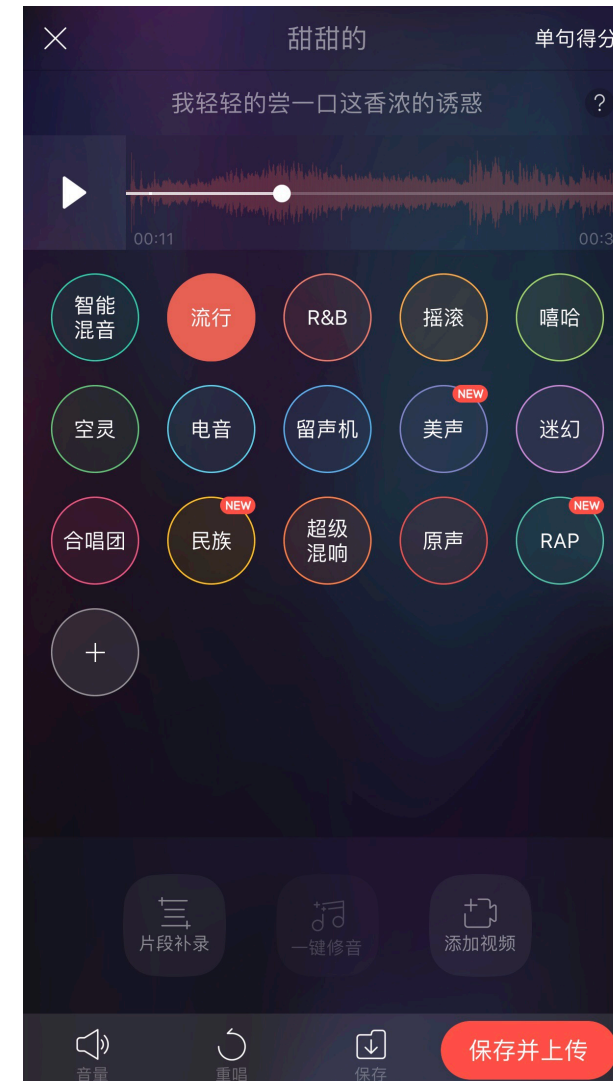 甜甜的
单句得分
我轻轻的尝一口这香浓的诱惑
?
00:11
00:3
智能
混音
流行
R&B
摇滚
嘻哈
空灵
电音
留声机
NEW
美声
迷幻
合唱团
NEW
民族
超级
混响
原声
NEW
RAP
+
片段补录
一键修音
添加视频
音量
重唱
保存
保存并上传